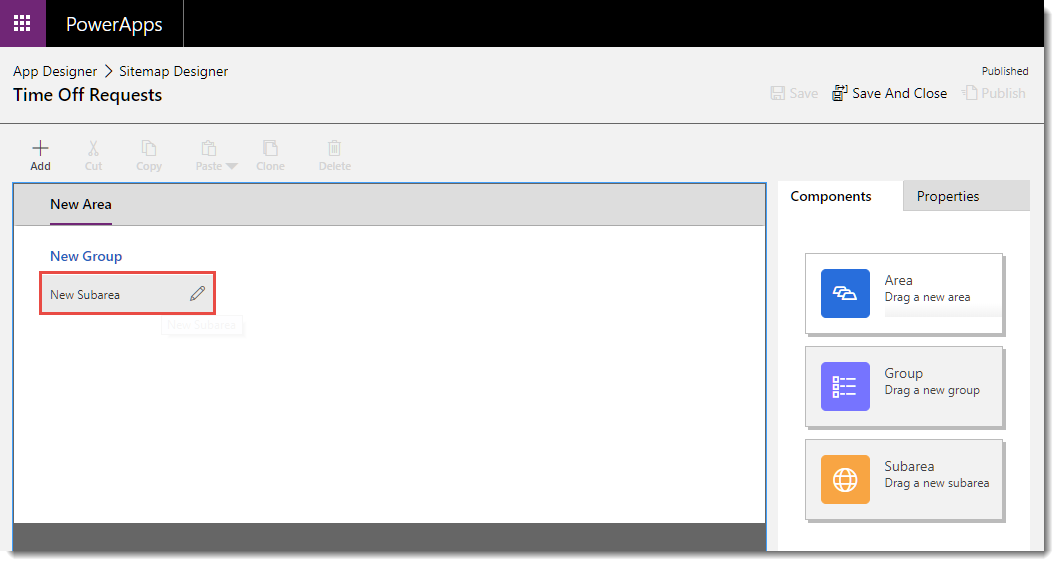 PowerApps
App Designer > Sitemap Designer
Published
Time Off Requests
Save
Save And Close
Publish
Add
Cut
Copy
Paste
Clone
Delete
New Area
Components
Properties
New Group
New Subarea
New Subarea
Area
Drag a new area
Group
Drag a new group
Subarea
Drag a new subarea